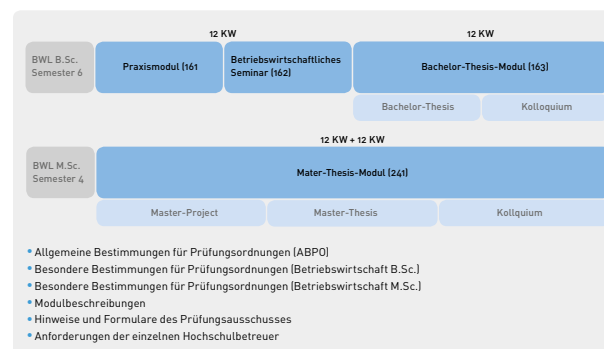 12 KW
12 KW
BWL B.Sc.
Semester 6
Praxismodul (161
Betriebswirtschaftliches
Seminar (162)
Bachelor-Thesis-Modul (163)
Bachelor-Thesis
Kolloquium
12 KW + 12 KW
BWL M.Sc.
Semester 4
Mater-Thesis-Modul (241)
Master-Project
Master-Thesis
Kollquium
• Allgemeine Bestimmungen für Prüfungsordnungen (ABPO)
• Besondere Bestimmungen für Prüfungsordnungen (Betriebswirtschaft B.Sc.)
• Besondere Bestimmungen für Prüfungsordnungen (Betriebswirtschaft M.Sc.)
• Modulbeschreibungen
• Hinweise und Formulare des Prüfungsausschusses
• Anforderungen der einzelnen Hochschulbetreuer